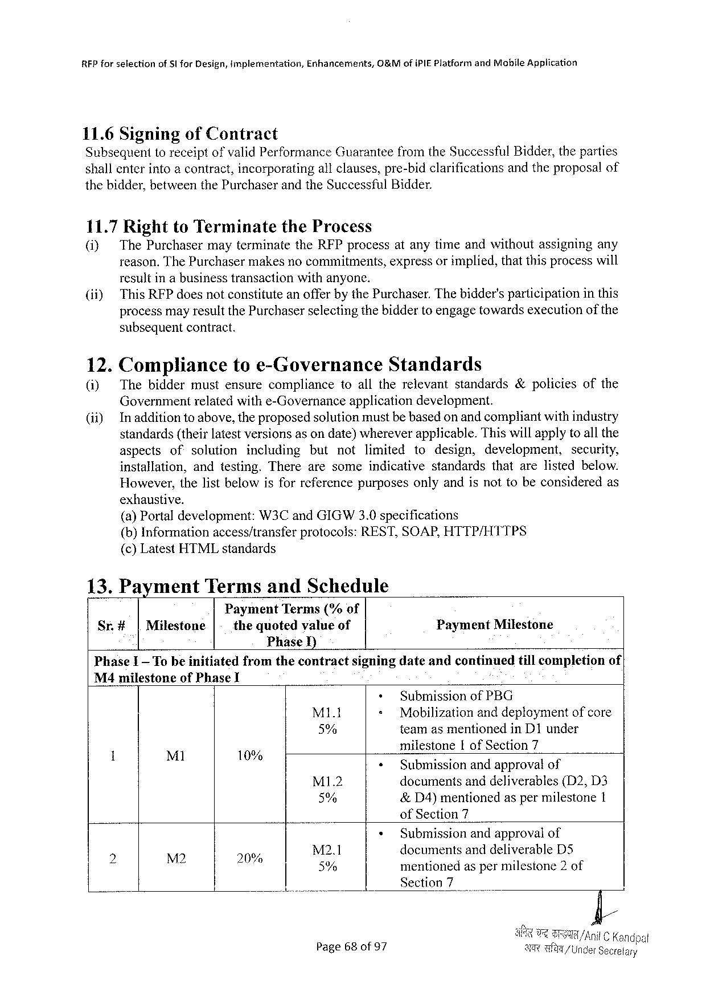 RFP for selection of SI for Design, Implementation, Enhancements, O&M of iPIE Platform and Mobile Application
11.6 Signing of Contract
Subsequent to receipt of valid Performance Guarantee from the Successful Bidder, the parties
shall enter into a contract, incorporating all clauses, pre-bid clarifications and the proposal of
the bidder, between the Purchaser and the Successful Bidder.
11.7 Right to Terminate the Process
(i) The Purchaser may terminate the RFP process at any time and without assigning any
reason. The Purchaser makes no commitments, express or implied, that this process will
result in a business transaction with anyone.
(ii) This RFP does not constitute an offer by the Purchaser. The bidder's participation in this
process may result the Purchaser selecting the bidder to engage towards execution of the
subsequent contract.
12. Compliance to e-Governance Standards
(i) The bidder must ensure compliance to all the relevant standards & policies of the
Government related with e-Governance application development.
(ii) In addition to above, the proposed solution must be based on and compliant with industry
standards (their latest versions as on date) wherever applicable. This will apply to all the
aspects of solution including but not limited to design, development, security,
installation, and testing. There are some indicative standards that are listed below.
However, the list below is for reference purposes only and is not to be considered as
exhaustive.
(a) Portal development: W3C and GIGW 3.0 specifications
(b) Information access/transfer protocols: REST, SOAP, HTTP/HTTPS
(c) Latest HTML standards
13. Payment Terms and Schedule
Sr. # Milestone Payment Terms (% of
the quoted value of
Phase I) Payment Milestone
Phase I – To be initiated from the contract signing date and continued till completion of
M4 milestone of Phase I
1 M1 10%
M1.1
5%
• Submission of PBG
• Mobilization and deployment of core
team as mentioned in D1 under
milestone 1 of Section 7
M1.2
5%
• Submission and approval of
documents and deliverables (D2, D3
& D4) mentioned as per milestone 1
of Section 7
2 M2 20%
M2.1
5%
• Submission and approval of
documents and deliverable D5
mentioned as per milestone 2 of
Section 7
अनिल चन्द्र काण्डपाल/Anil C Kandpal
अवर सचिव/Under Secretary
Page 68 of 97